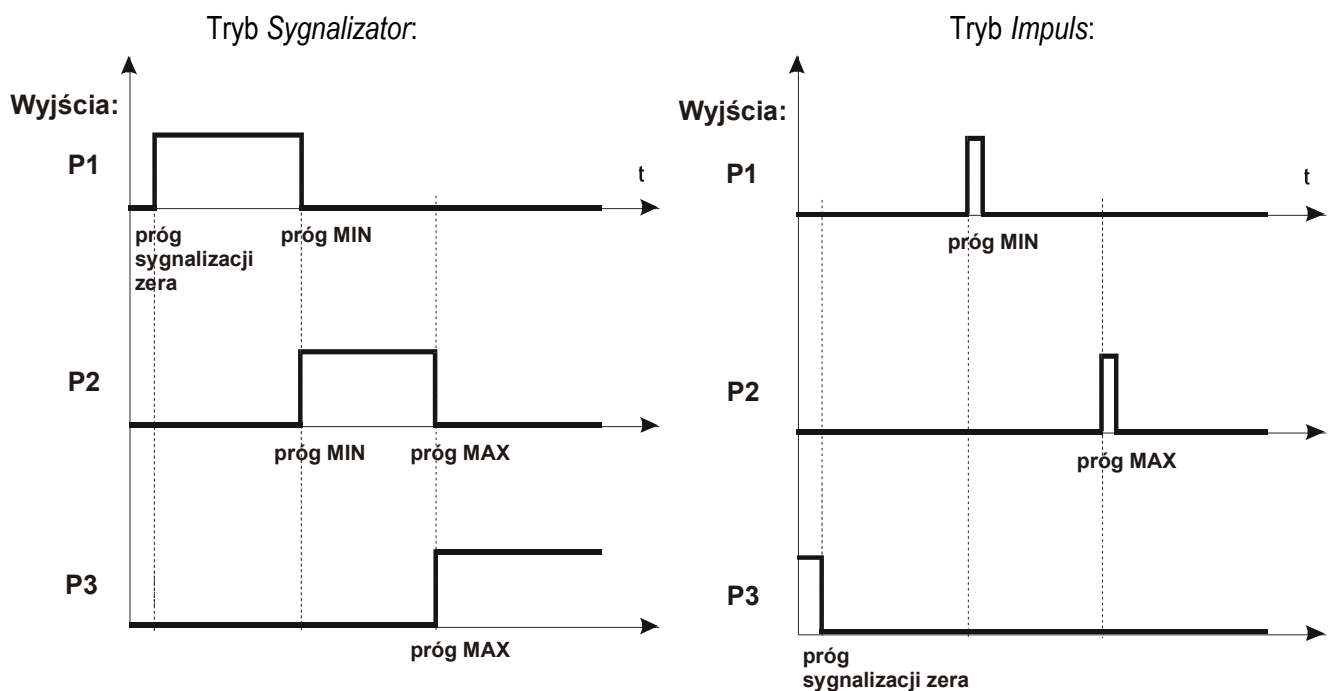 Tryb Sygnalizator:
Wyjścia:
P1
t
próg
sygnalizacji
zera
próg MIN
P2
próg MIN
próg MAX
P3
próg MAX
Tryb Impuls:
Wyjścia:
P1
t
próg MIN
P2
próg MAX
P3
próg
sygnalizacji zera